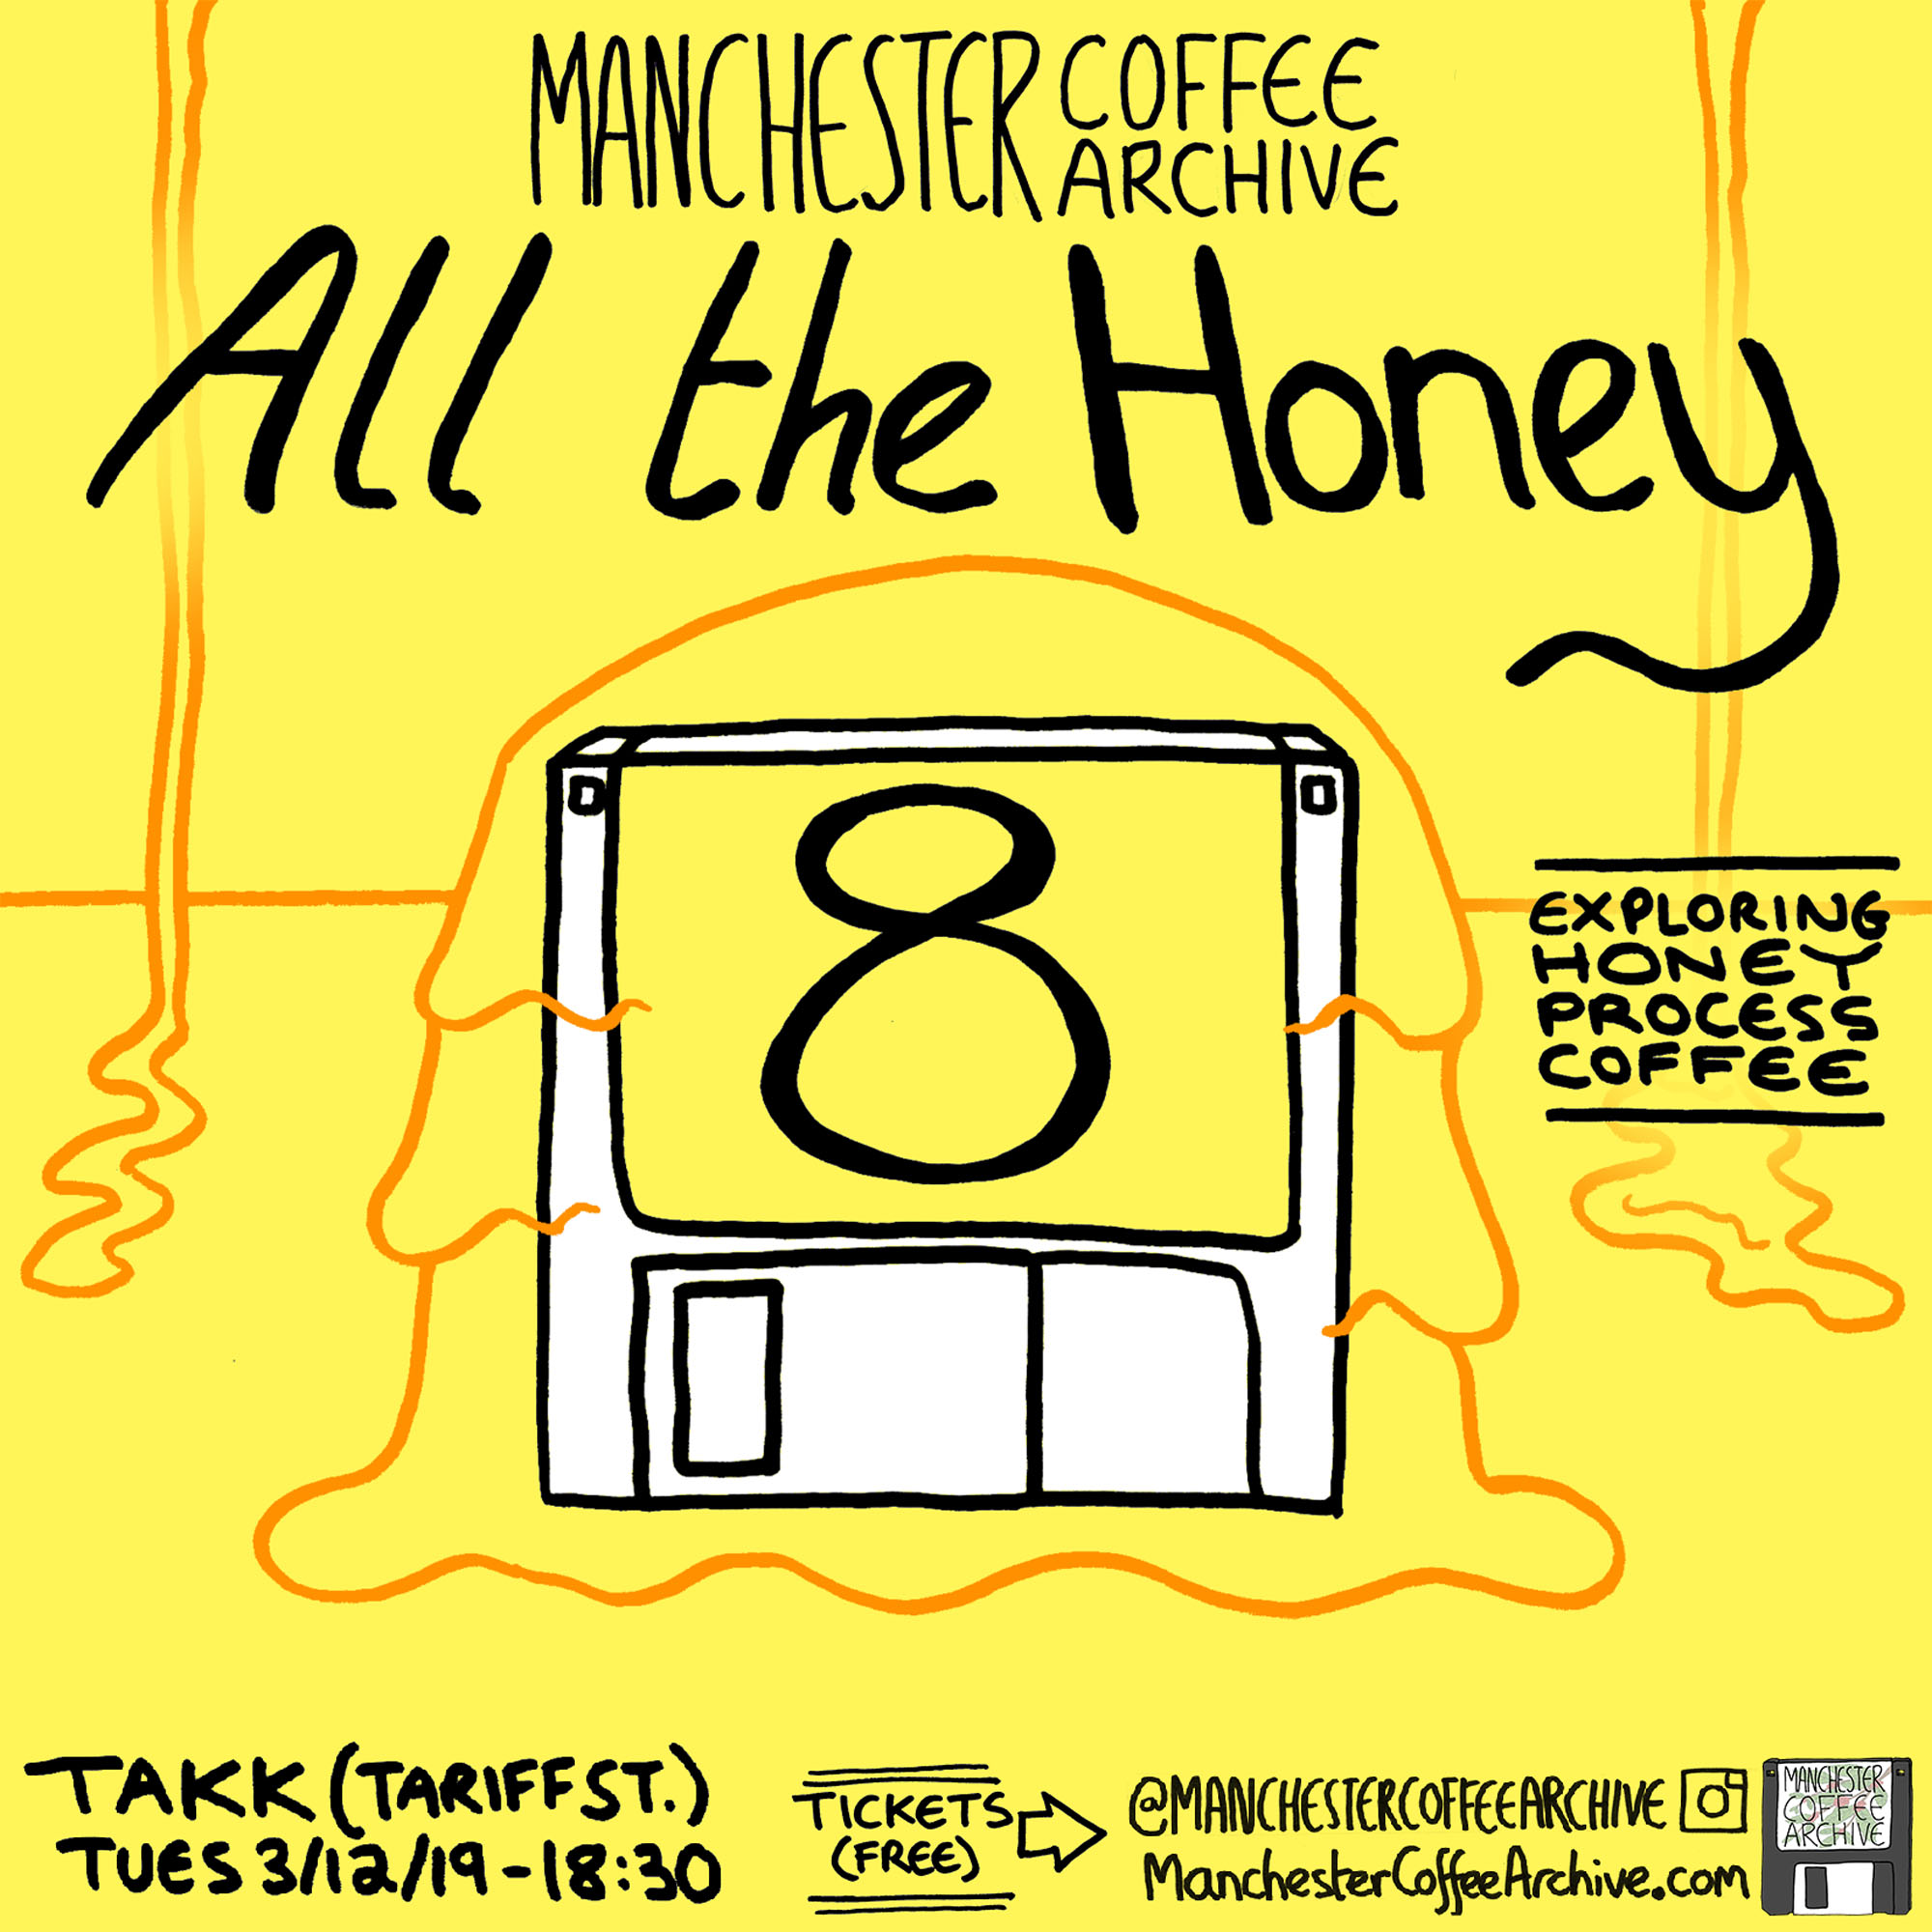 MANCHESTER COFFEE
ARCHIVE
All the Honey
8
EXPLORING
HONEY
PROCESS
COFFEE
TAKK (TARIFF ST.)
TUES 3/12/19 - 18:30
TICKETS
(FREE)
@MANCHESTERCOFFEEARCHIVE
ManchesterCoffeeArchive.com
MANCHESTER
COFFEE
ARCHIVE